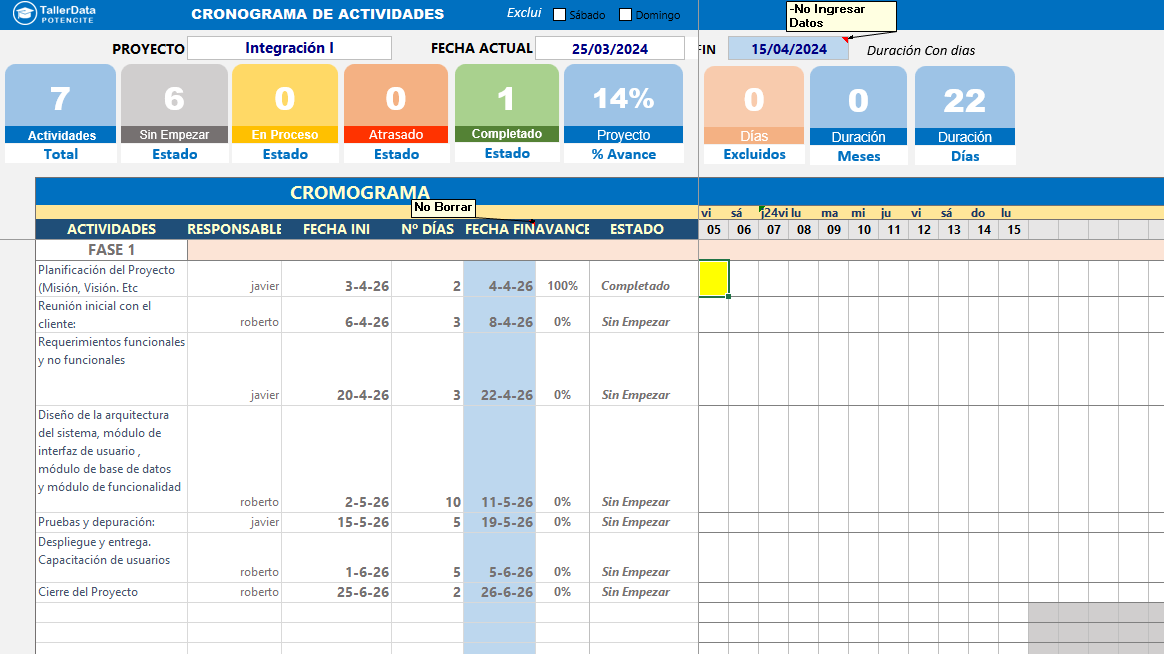 TallerData
POTENCITE
CRONOGRAMA DE ACTIVIDADES
Exclui
Sábado
Domingo
-No Ingresar
Datos
PROYECTO
Integración I
FECHA ACTUAL
25/03/2024
FIN
15/04/2024
Duración Con dias
7
6
0
0
1
14%
0
0
22
Actividades
Sin Empezar
En Proceso
Atrasado
Completado
Proyecto
Días
Duración
Duración
Total
Estado
Estado
Estado
Estado
% Avance
Excluidos
Meses
Días
CROMOGRAMA
No Borrar
vi sá j24vi lu ma mi ju vi sá do lu
ACTIVIDADES RESPONSABLE FECHA INI Nº DÍAS FECHA FIN AVANCE ESTADO 05 06 07 08 09 10 11 12 13 14 15
FASE 1
Planificación del Proyecto
(Misión, Visión. Etc javier 3-4-26 2 4-4-26 100% Completado
Reunión inicial con el
cliente: roberto 6-4-26 3 8-4-26 0% Sin Empezar
Requerimientos funcionales
y no funcionales
javier 20-4-26 3 22-4-26 0% Sin Empezar
Diseño de la arquitectura
del sistema, módulo de
interfaz de usuario ,
módulo de base de datos
y módulo de funcionalidad
roberto 2-5-26 10 11-5-26 0% Sin Empezar
Pruebas y depuración: javier 15-5-26 5 19-5-26 0% Sin Empezar
Despliegue y entrega.
Capacitación de usuarios
roberto 1-6-26 5 5-6-26 0% Sin Empezar
Cierre del Proyecto roberto 25-6-26 2 26-6-26 0% Sin Empezar